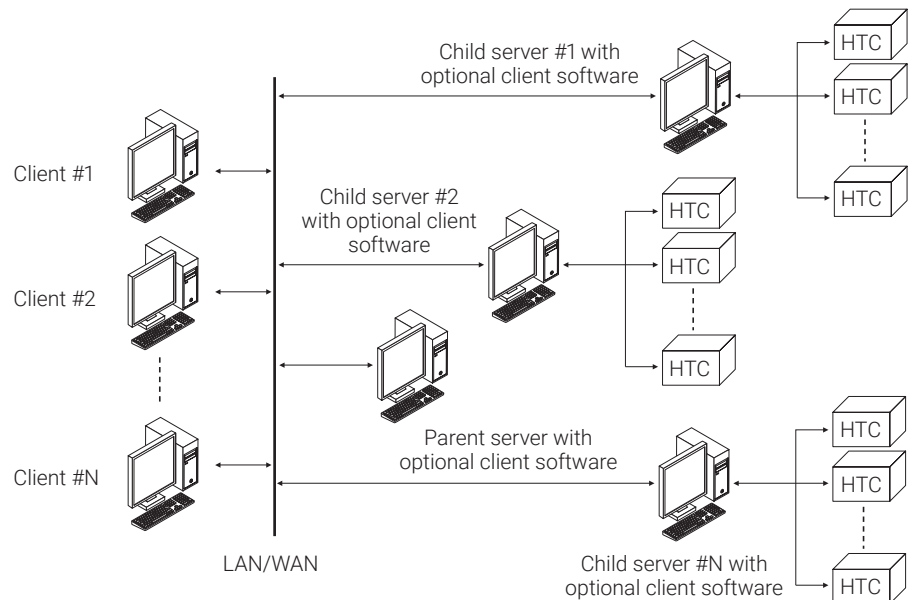 Child server #1 with
optional client software
HTC
HTC
HTC
Client #1
Child server #2
with optional client
software
HTC
HTC
HTC
Client #2
Parent server with
optional client software
HTC
HTC
HTC
Client #N
LAN/WAN
Child server #N with
optional client software